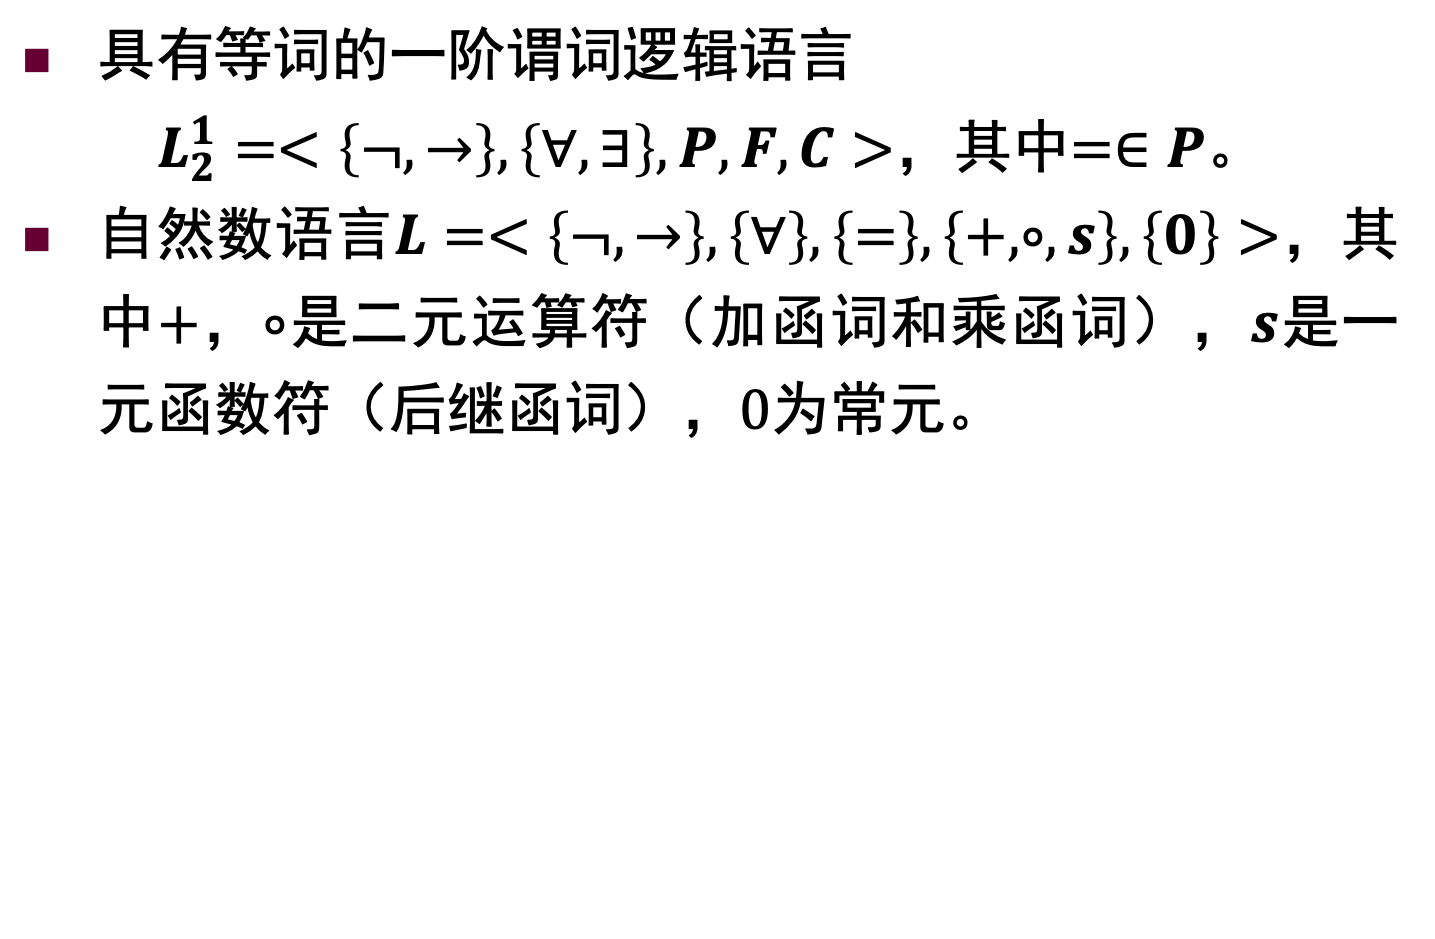 ■ 具有等词的一阶谓词逻辑语言
L₂¹ =< {¬, →}, {∀, ∃}, P, F, C >，其中=∈ P。
■ 自然数语言L =< {¬, →}, {∀}, {=}, {+,∘, s}, {0} >，其
中+，∘是二元运算符（加函词和乘函词），s是一
元函数符（后继函词），0为常元。